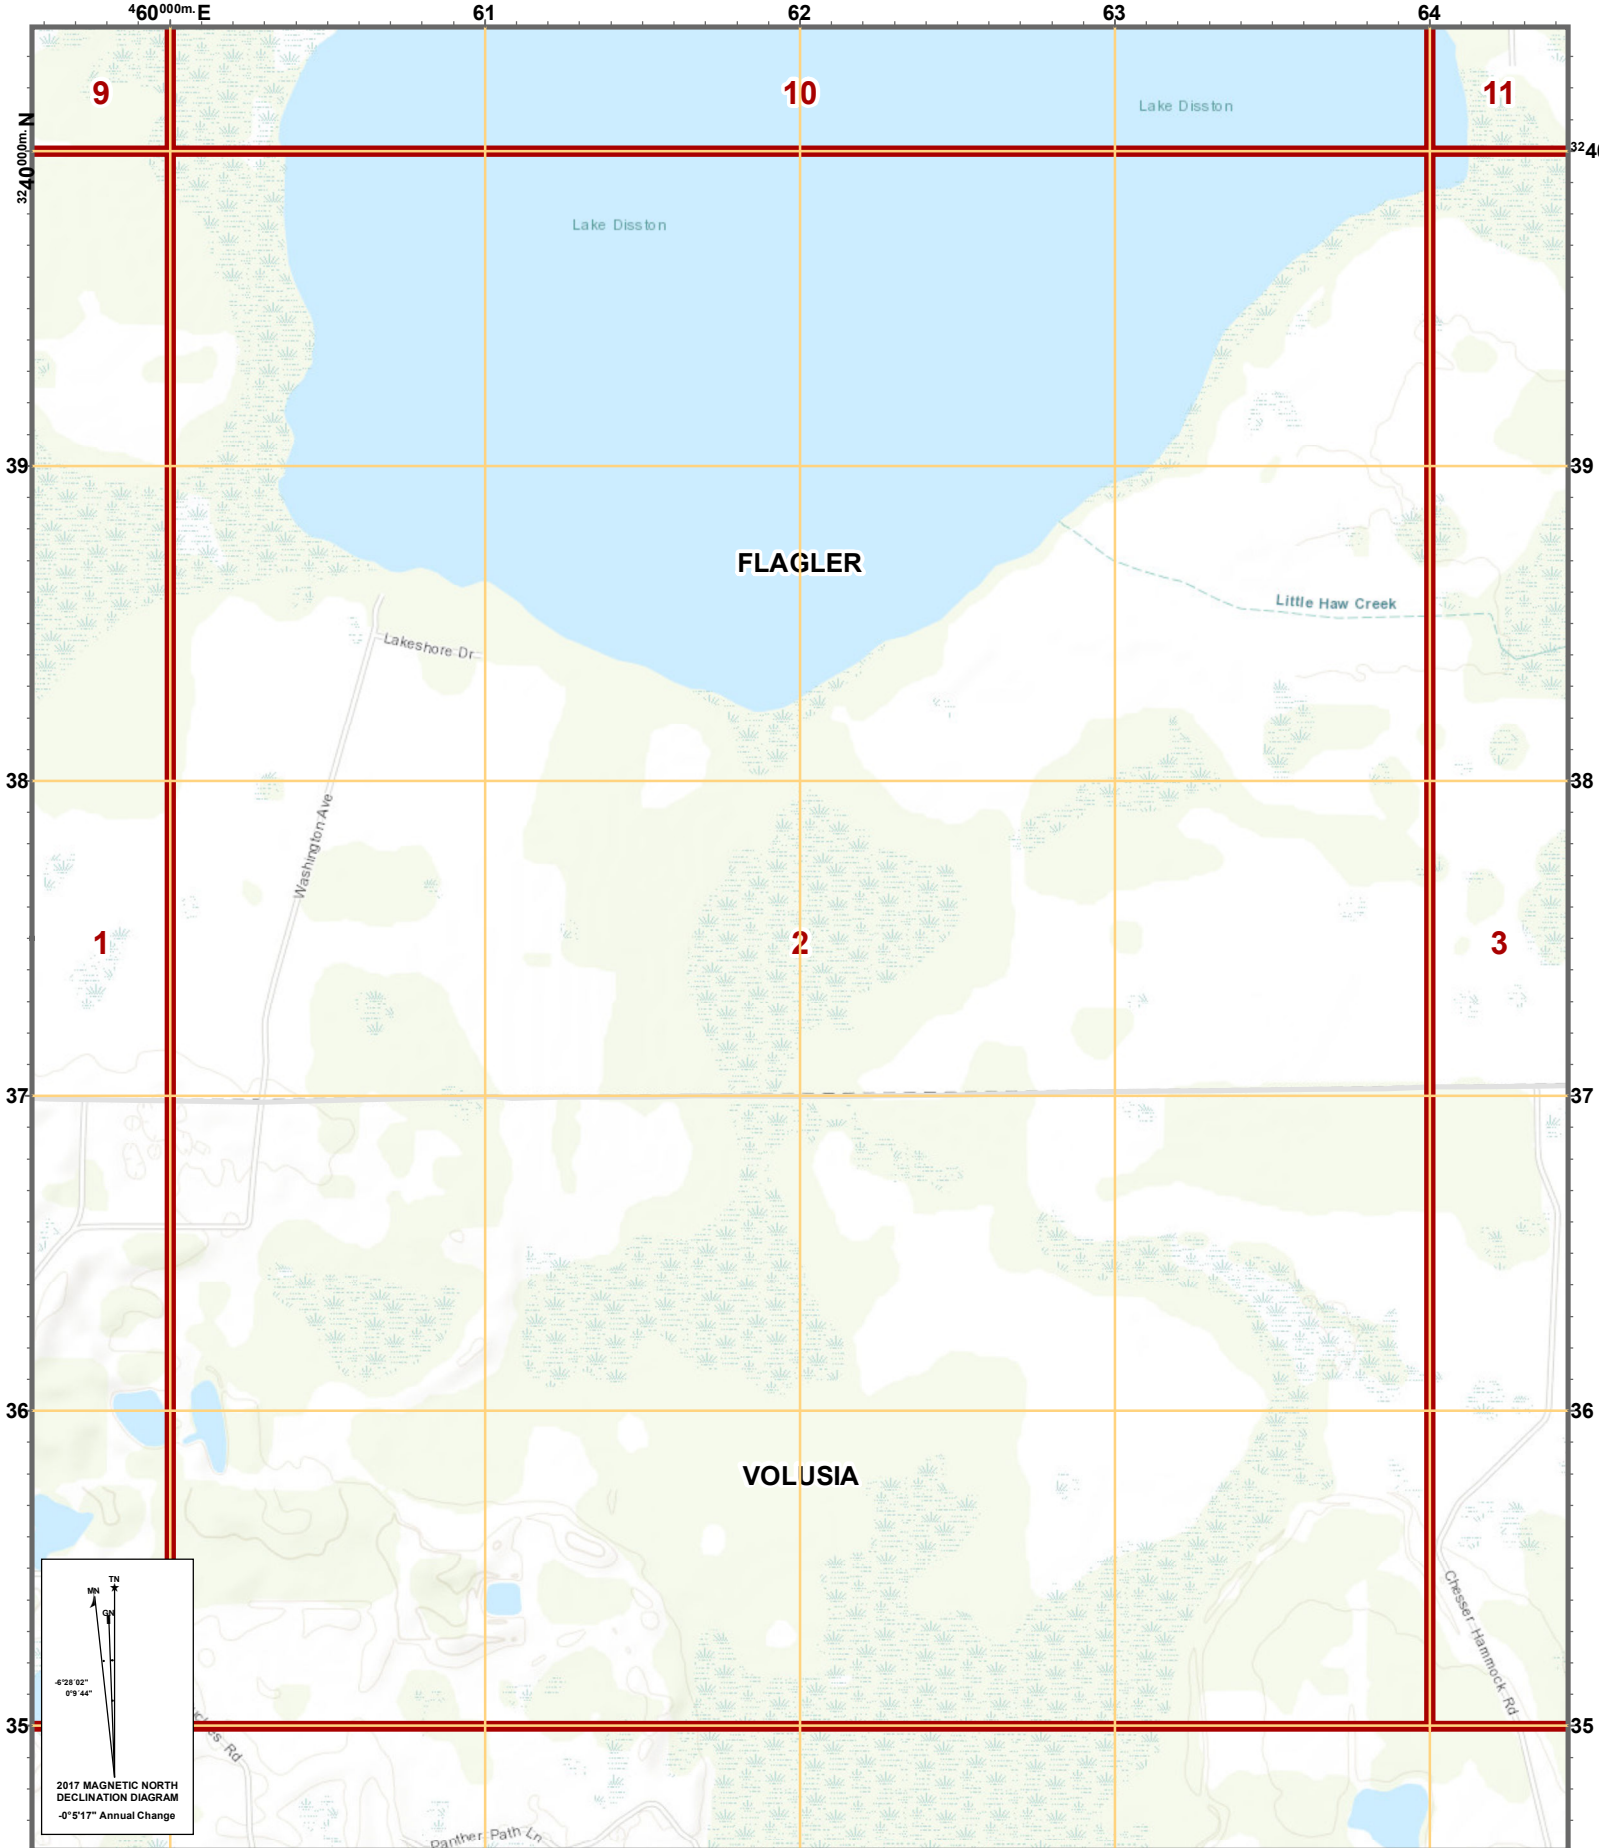 460000m. E 61 62 63 64
9 10 11
Lake Disston
3240000m. N
Lake Disston
39 39
FLAGLER
Little Haw Creek
Lakeshore Dr
38 38
Washington Ave
1 2 3
37 37
36 36
VOLUSIA
Chesser Hammock Rd
TN
MN
GN
-6°28'02"
0°9'44"
35 35
Rd
2017 MAGNETIC NORTH
DECLINATION DIAGRAM
-0°5'17" Annual Change
Panther Path Ln